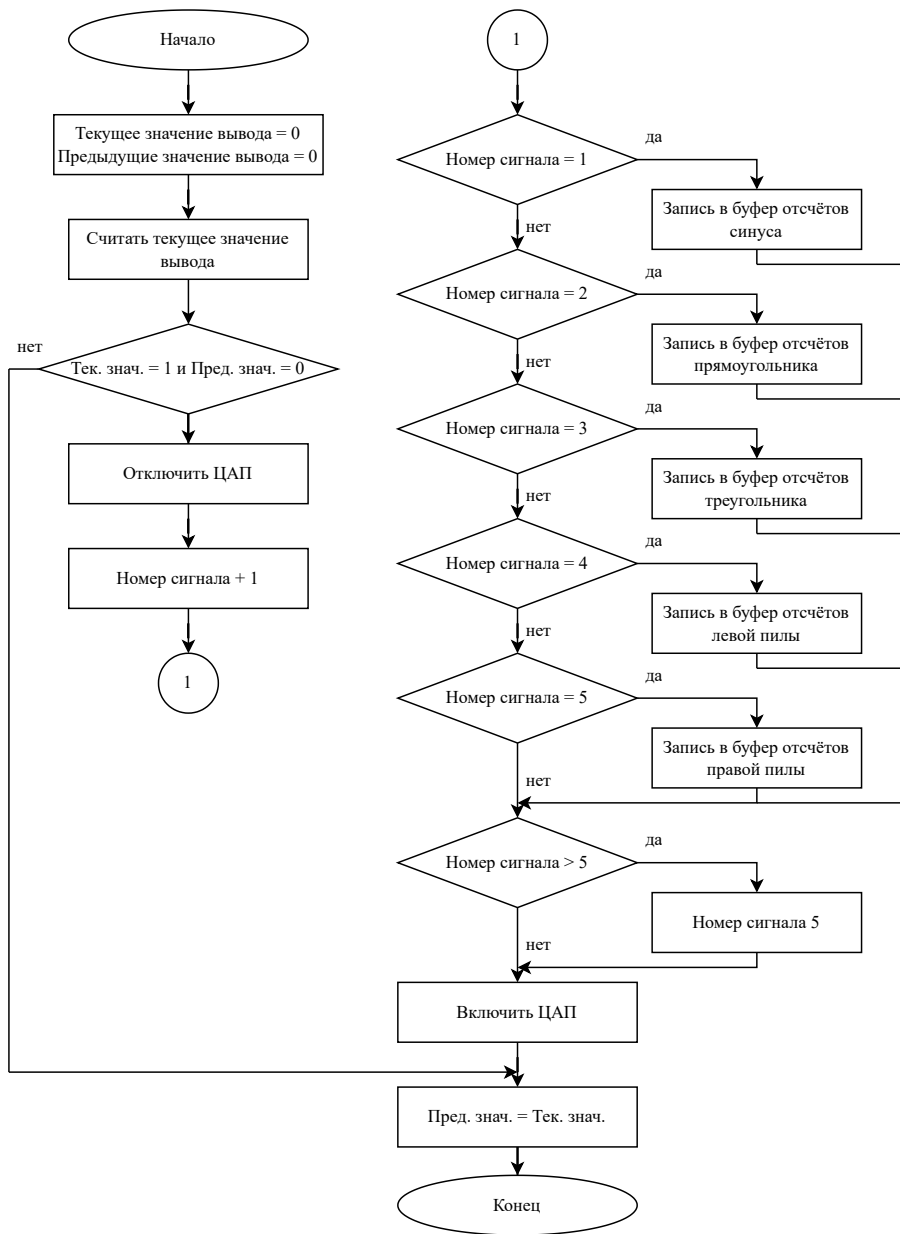 Начало
Текущее значение вывода = 0
Предыдущие значение вывода = 0
Считать текущее значение
вывода
нет
Тек. знач. = 1 и Пред. знач. = 0
Отключить ЦАП
Номер сигнала + 1
1
1
Номер сигнала = 1
да
Запись в буфер отсчётов
синуса
нет
Номер сигнала = 2
да
Запись в буфер отсчётов
прямоугольника
нет
Номер сигнала = 3
да
Запись в буфер отсчётов
треугольника
нет
Номер сигнала = 4
да
Запись в буфер отсчётов
левой пилы
нет
Номер сигнала = 5
да
Запись в буфер отсчётов
правой пилы
нет
Номер сигнала > 5
да
Номер сигнала 5
нет
Включить ЦАП
Пред. знач. = Тек. знач.
Конец